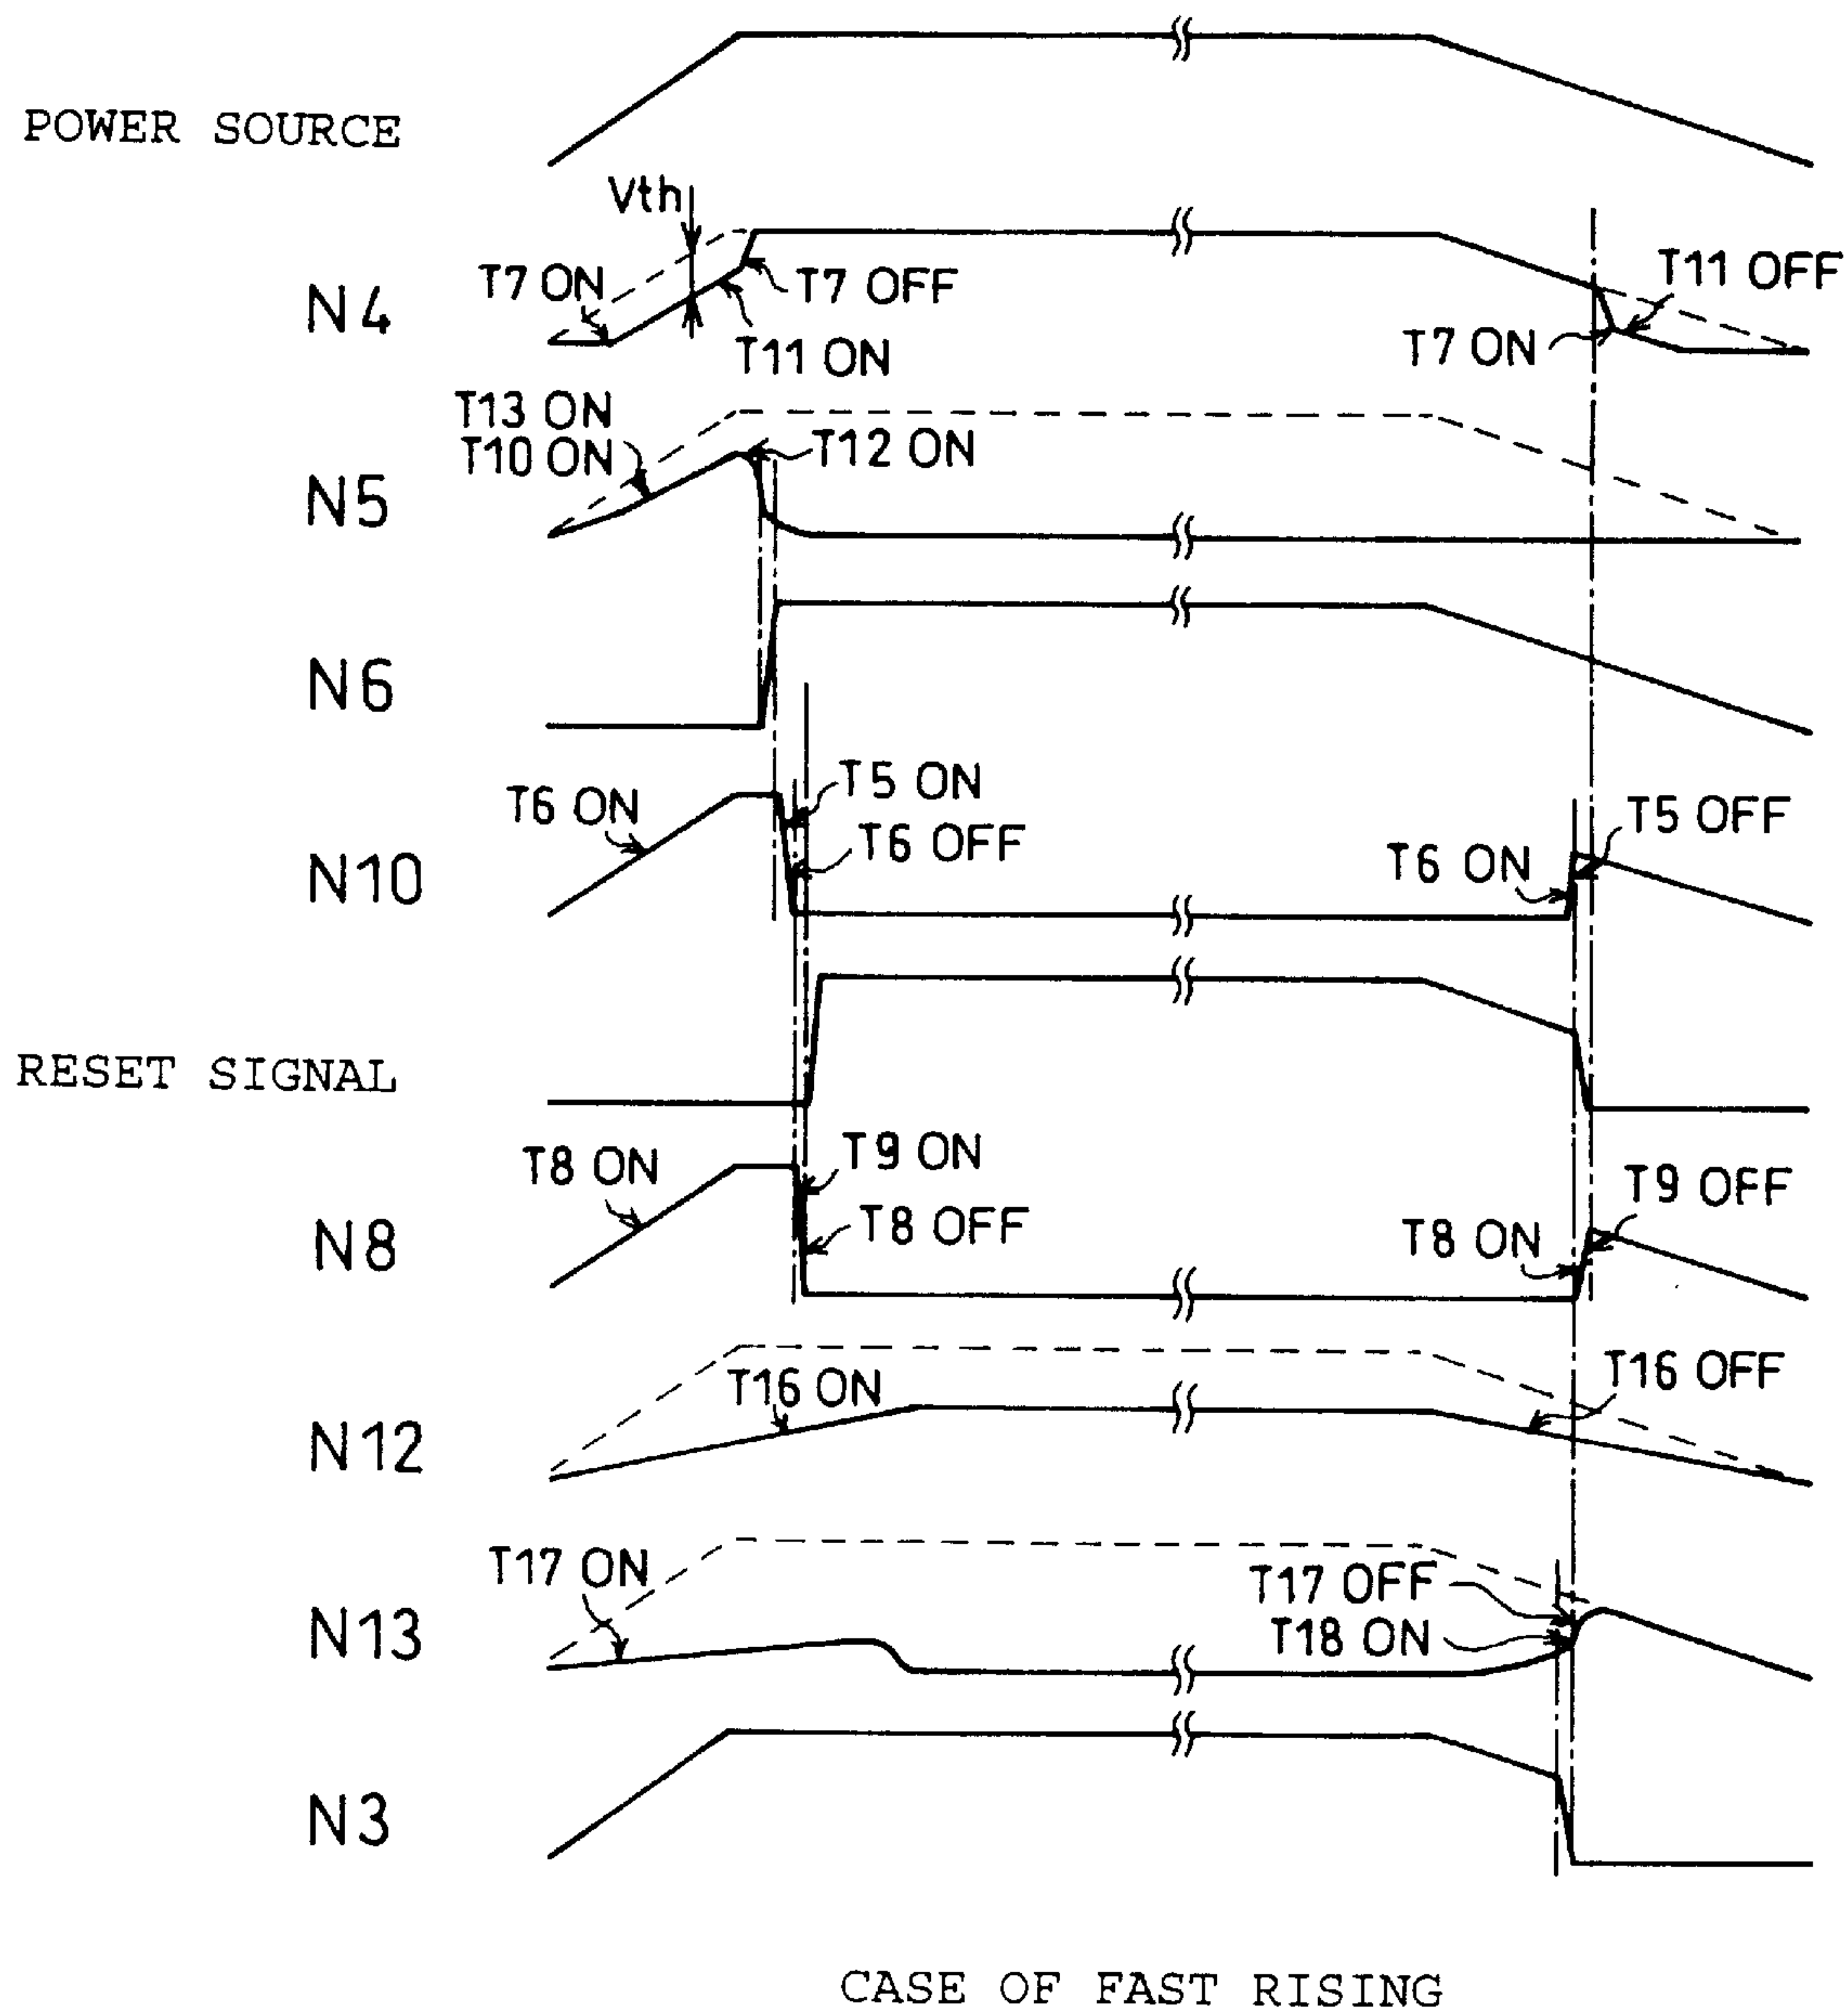 POWER SOURCE
Vth
N4
T7 ON
T7 OFF
T11 ON
T11 OFF
T7 ON
N5
T13 ON
T10 ON
T12 ON
N6
N10
T6 ON
T5 ON
T6 OFF
T6 ON
T5 OFF
RESET SIGNAL
N8
T8 ON
T9 ON
T8 OFF
T8 ON
T9 OFF
N12
T16 ON
T16 OFF
N13
T17 ON
T17 OFF
T18 ON
N3
CASE OF FAST RISING